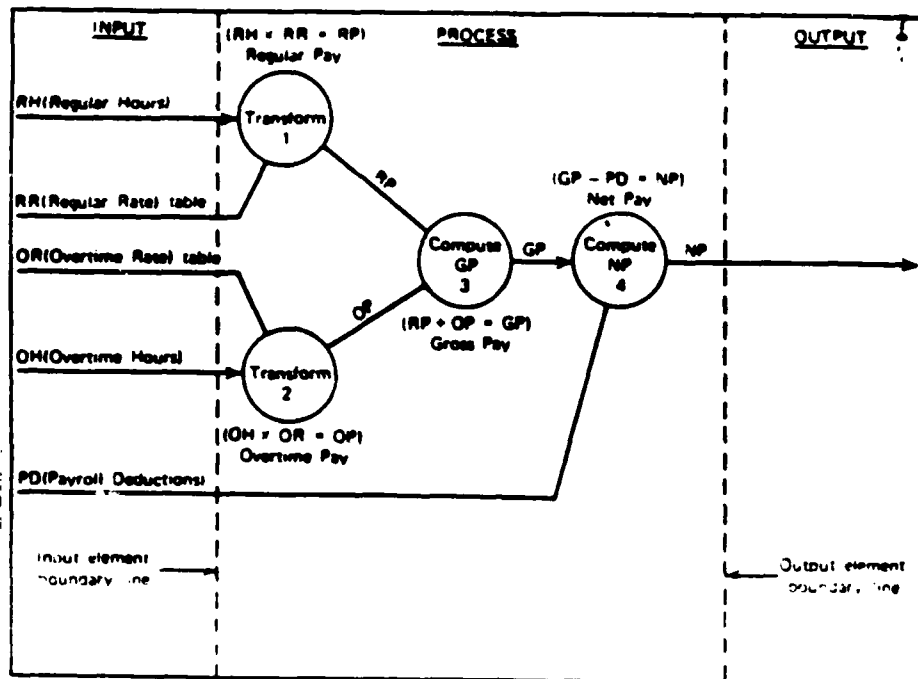 INPUT
PROCESS
OUTPUT
(RH × RR = RP)
Regular Pay
RH(Regular Hours)
Transform
1
RR(Regular Rate) table
RP
(GP - PD = NP)
Net Pay
OR(Overtime Rate) table
Compute
GP
3
GP
Compute
NP
4
NP
OP
(RP + OP = GP)
Gross Pay
OH(Overtime Hours)
Transform
2
(OH × OR = OP)
Overtime Pay
PD(Payroll Deductions)
Input element
boundary line
Output element
boundary line